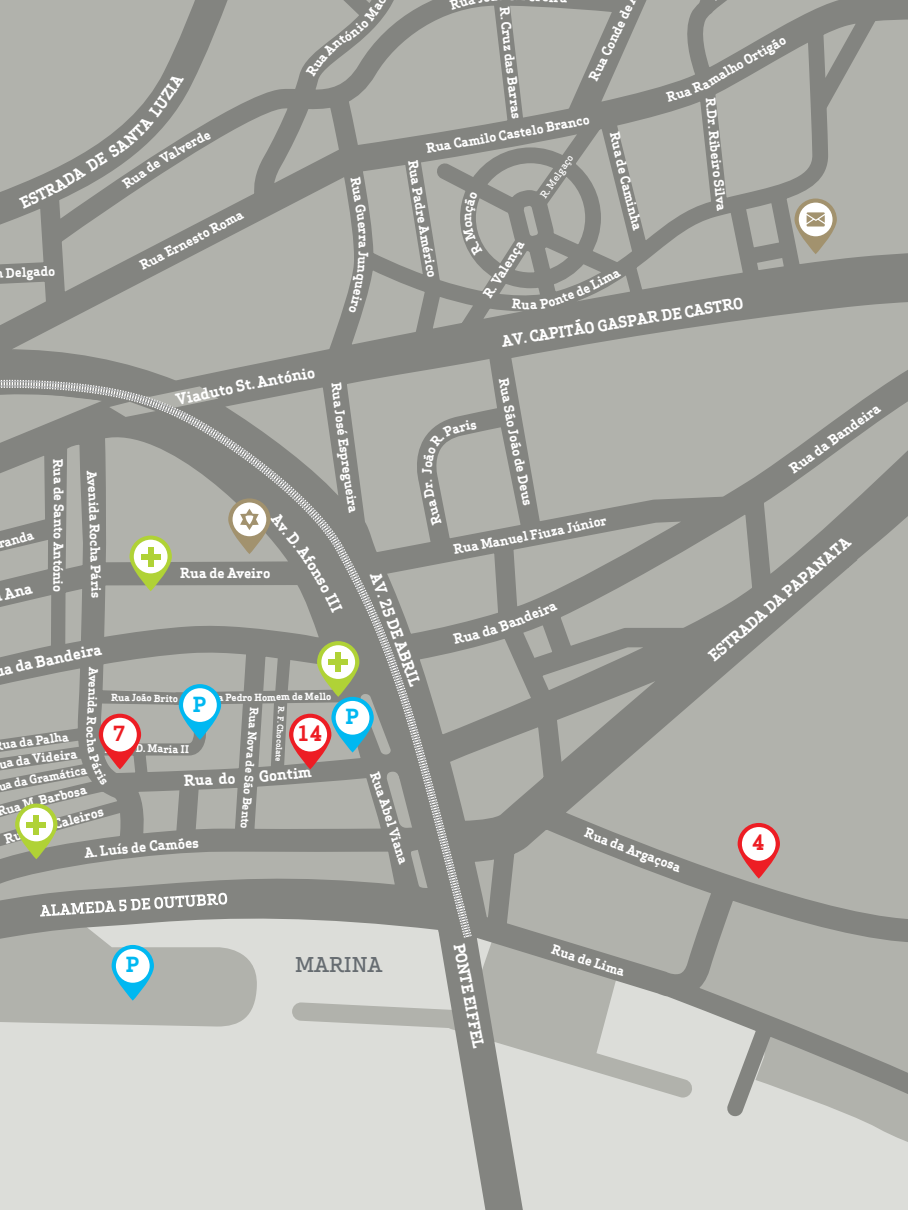 Rua António Mac
R. Cruz das Barras
Rua Conde de
Rua Ramalho Ortigão
ESTRADA DE SANTA LUZIA
Rua de Valverde
Rua Camilo Castelo Branco
R.Dr. Ribeiro Silva
Rua de Caminha
R. Melgaço
Rua Padre Américo
Rua Guerra Junqueiro
R. Monção
R. Valença
Rua Ernesto Roma
Delgado
Rua Ponte de Lima
AV. CAPITÃO GASPAR DE CASTRO
Viaduto St. António
Rua José Espregueira
Rua São João de Deus
Rua Dr. João R. Paris
Rua da Bandeira
Rua de Santo António
Avenida Rocha Páris
Av. D. Afonso III
Rua Manuel Fiuza Júnior
randa
Ana
Rua de Aveiro
AV. 25 DE ABRIL
ESTRADA DA PAPANATA
Rua da Bandeira
ua da Bandeira
Avenida Rocha Páris
Rua João Brito
a Pedro Homem de Mello
P
P
7
14
R. F. Chocolate
Rua Nova de São Bento
D. Maria II
Rua da Palha
ua da Videira
ua da Gramática
Rua M. Barbosa
Ru
Caleiros
Rua do
Gontim
Rua Abel Viana
A. Luís de Camões
Rua da Argaçosa
4
ALAMEDA 5 DE OUTUBRO
MARINA
P
PONTE EIFFEL
Rua de Lima